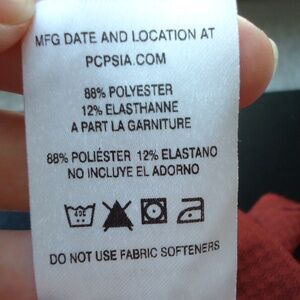 MFG DATE AND LOCATION AT
PCPSIA.COM
88% POLYESTER
12% ELASTHANNE
A PART LA GARNITURE
88% POLIÉSTER 12% ELASTANO
NO INCLUYE EL ADORNO
DO NOT USE FABRIC SOFTENERS